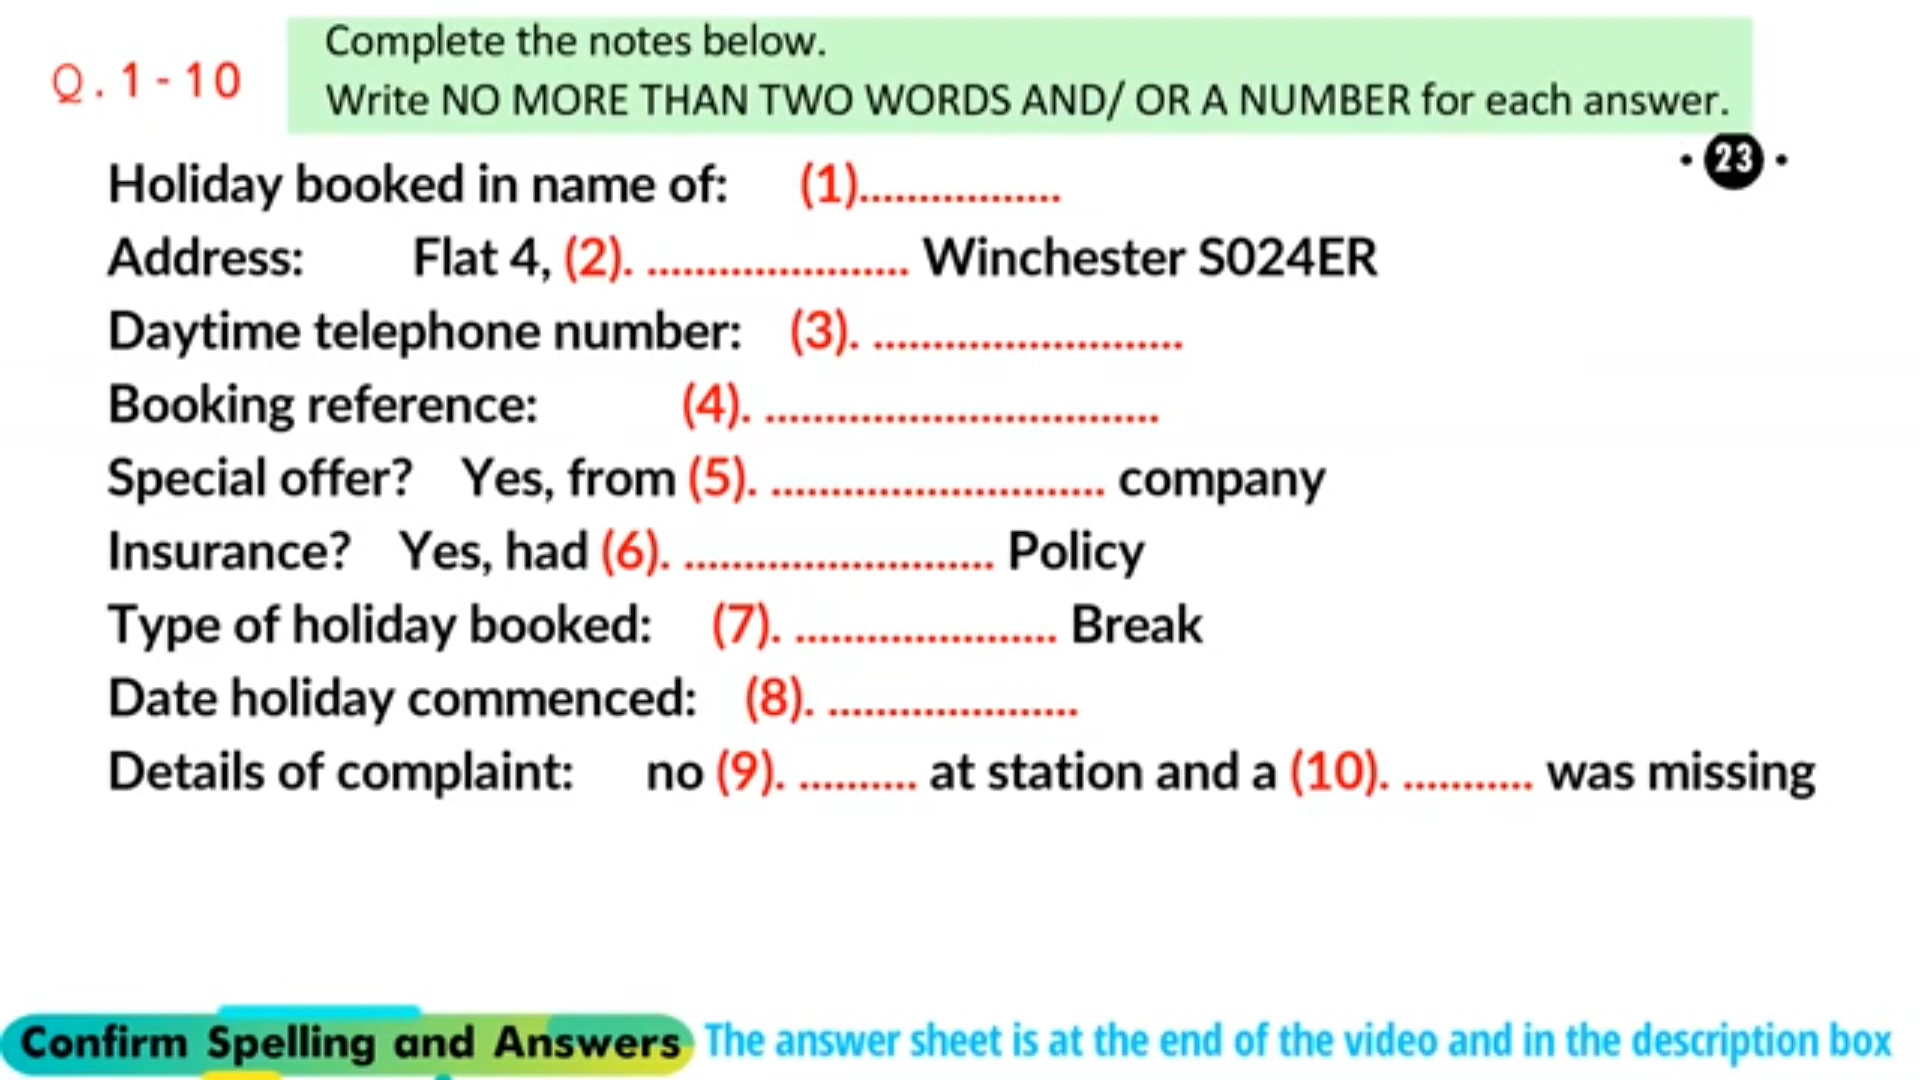 Q.1-10
Complete the notes below.
Write NO MORE THAN TWO WORDS AND/ OR A NUMBER for each answer.
• 23 •
Holiday booked in name of: (1).................
Address: Flat 4, (2). ...................... Winchester S024ER
Daytime telephone number: (3). ..........................
Booking reference: (4). .................................
Special offer? Yes, from (5). ............................ company
Insurance? Yes, had (6). .......................... Policy
Type of holiday booked: (7). ...................... Break
Date holiday commenced: (8). .....................
Details of complaint: no (9). .......... at station and a (10). ........... was missing
Confirm Spelling and Answers The answer sheet is at the end of the video and in the description box